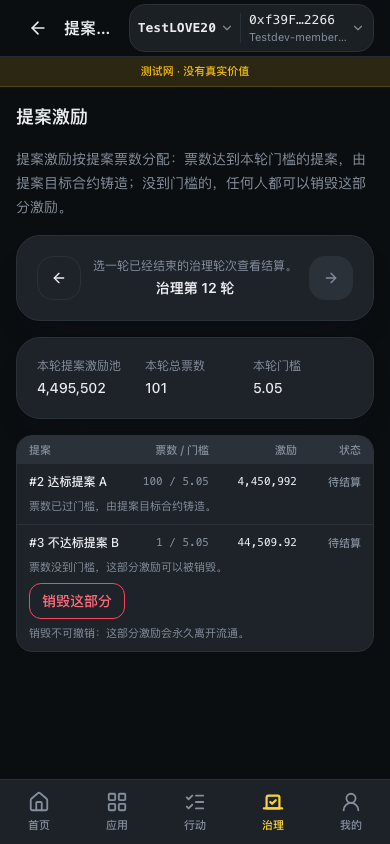 提案...
TestLOVE20
0xf39F…2266
Testdev-member...
测试网 · 没有真实价值
提案激励
提案激励按提案票数分配：票数达到本轮门槛的提案，由
提案目标合约铸造；没到门槛的，任何人都可以销毁这部
分激励。
选一轮已经结束的治理轮次查看结算。
治理第 12 轮
本轮提案激励池 本轮总票数 本轮门槛
4,495,502 101 5.05
提案 票数 / 门槛 激励 状态
#2 达标提案 A 100 / 5.05 4,450,992 待结算
票数已过门槛，由提案目标合约铸造。
#3 不达标提案 B 1 / 5.05 44,509.92 待结算
票数没到门槛，这部分激励可以被销毁。
销毁这部分
销毁不可撤销：这部分激励会永久离开流通。
首页 应用 行动 治理 我的